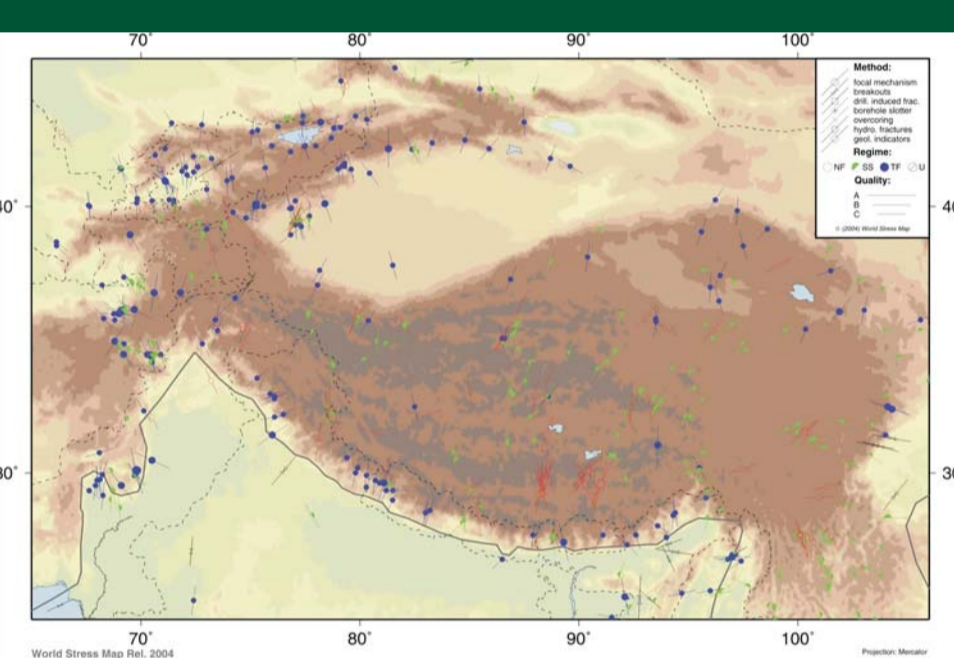 70° 80° 90° 100°
Method:
focal mechanism
breakouts
drill. induced frac.
borehole slotter
overcoring
hydro. fractures
geol. indicators
Regime:
NF SS TF U
Quality:
A
B
C
© (2004) World Stress Map
40° 40
30° 30
70° 80° 90° 100°
World Stress Map Rel. 2004
Projection: Mercator